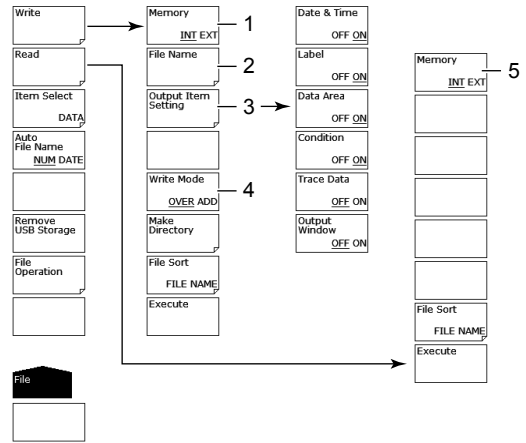 Write
Read
Item Select
DATA
Auto
File Name
NUM DATE
Remove
USB Storage
File
Operation
File
Memory
INT EXT
1
File Name
2
Output Item
Setting
3
Write Mode
OVER ADD
4
Make
Directory
File Sort
FILE NAME
Execute
Date & Time
OFF ON
Label
OFF ON
Data Area
OFF ON
Condition
OFF ON
Trace Data
OFF ON
Output
Window
OFF ON
Memory
INT EXT
5
File Sort
FILE NAME
Execute